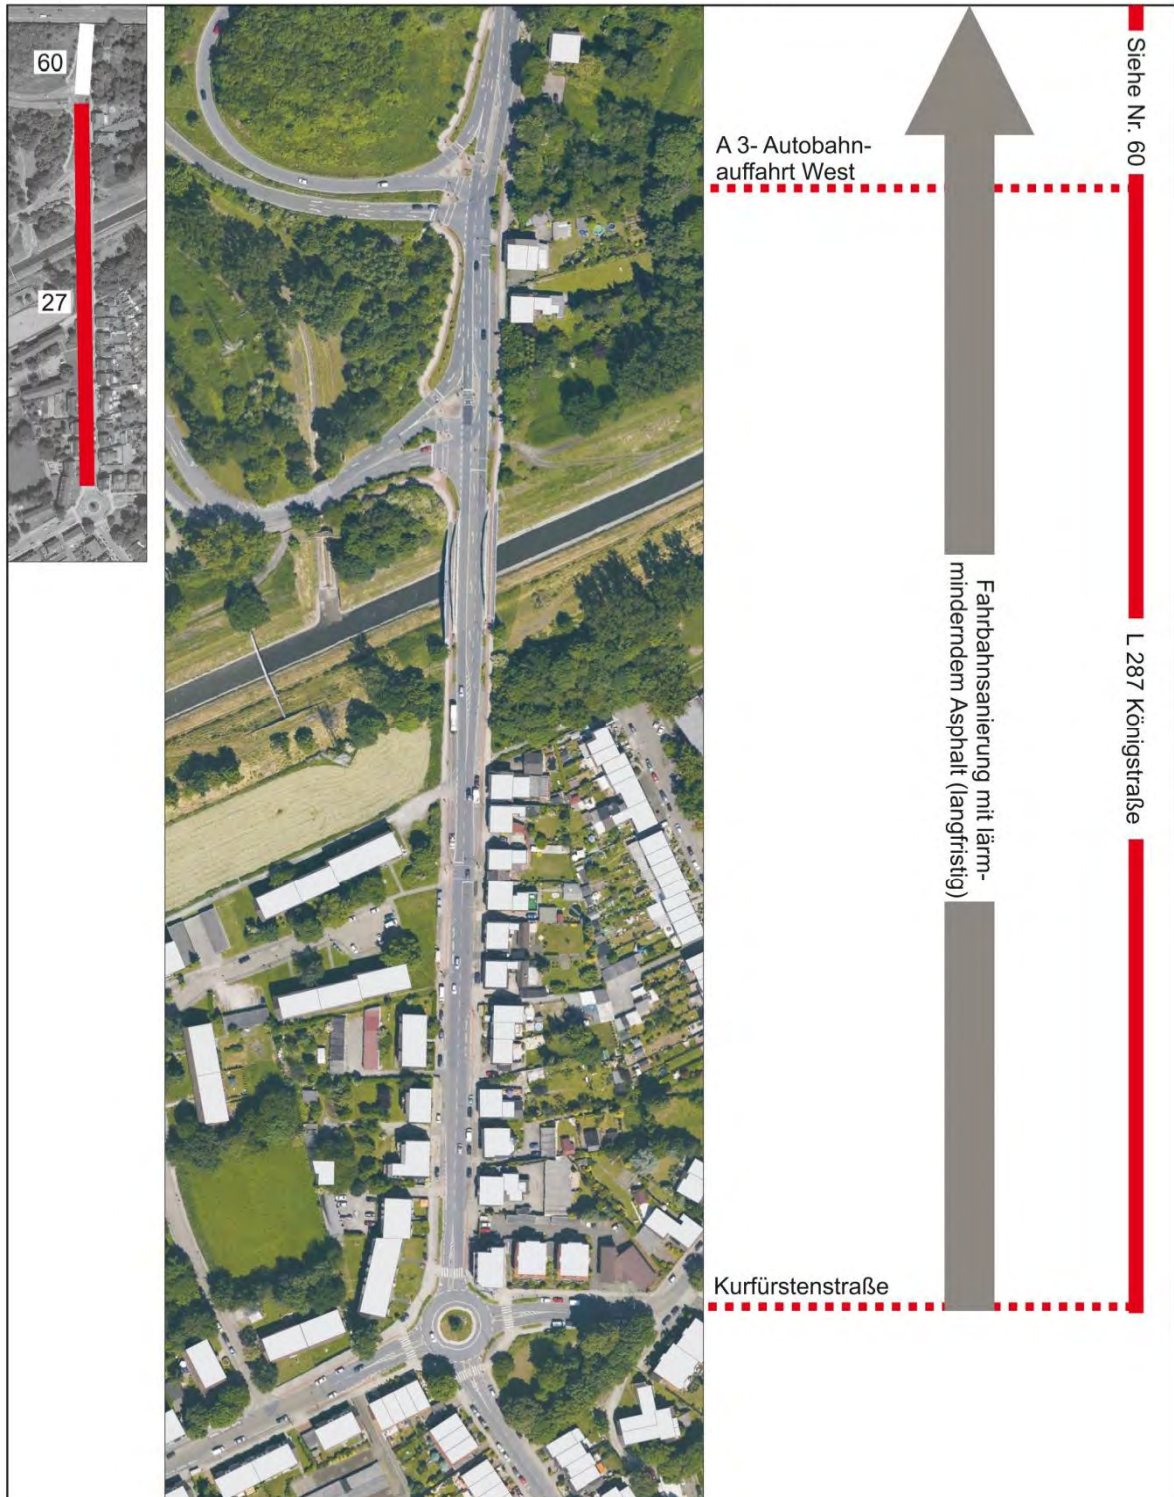 60
27
A 3- Autobahn-
auffahrt West
Kurfürstenstraße
Fahrbahnsanierung mit lärm-
minderndem Asphalt (langfristig)
Siehe Nr. 60
L 287 Königstraße